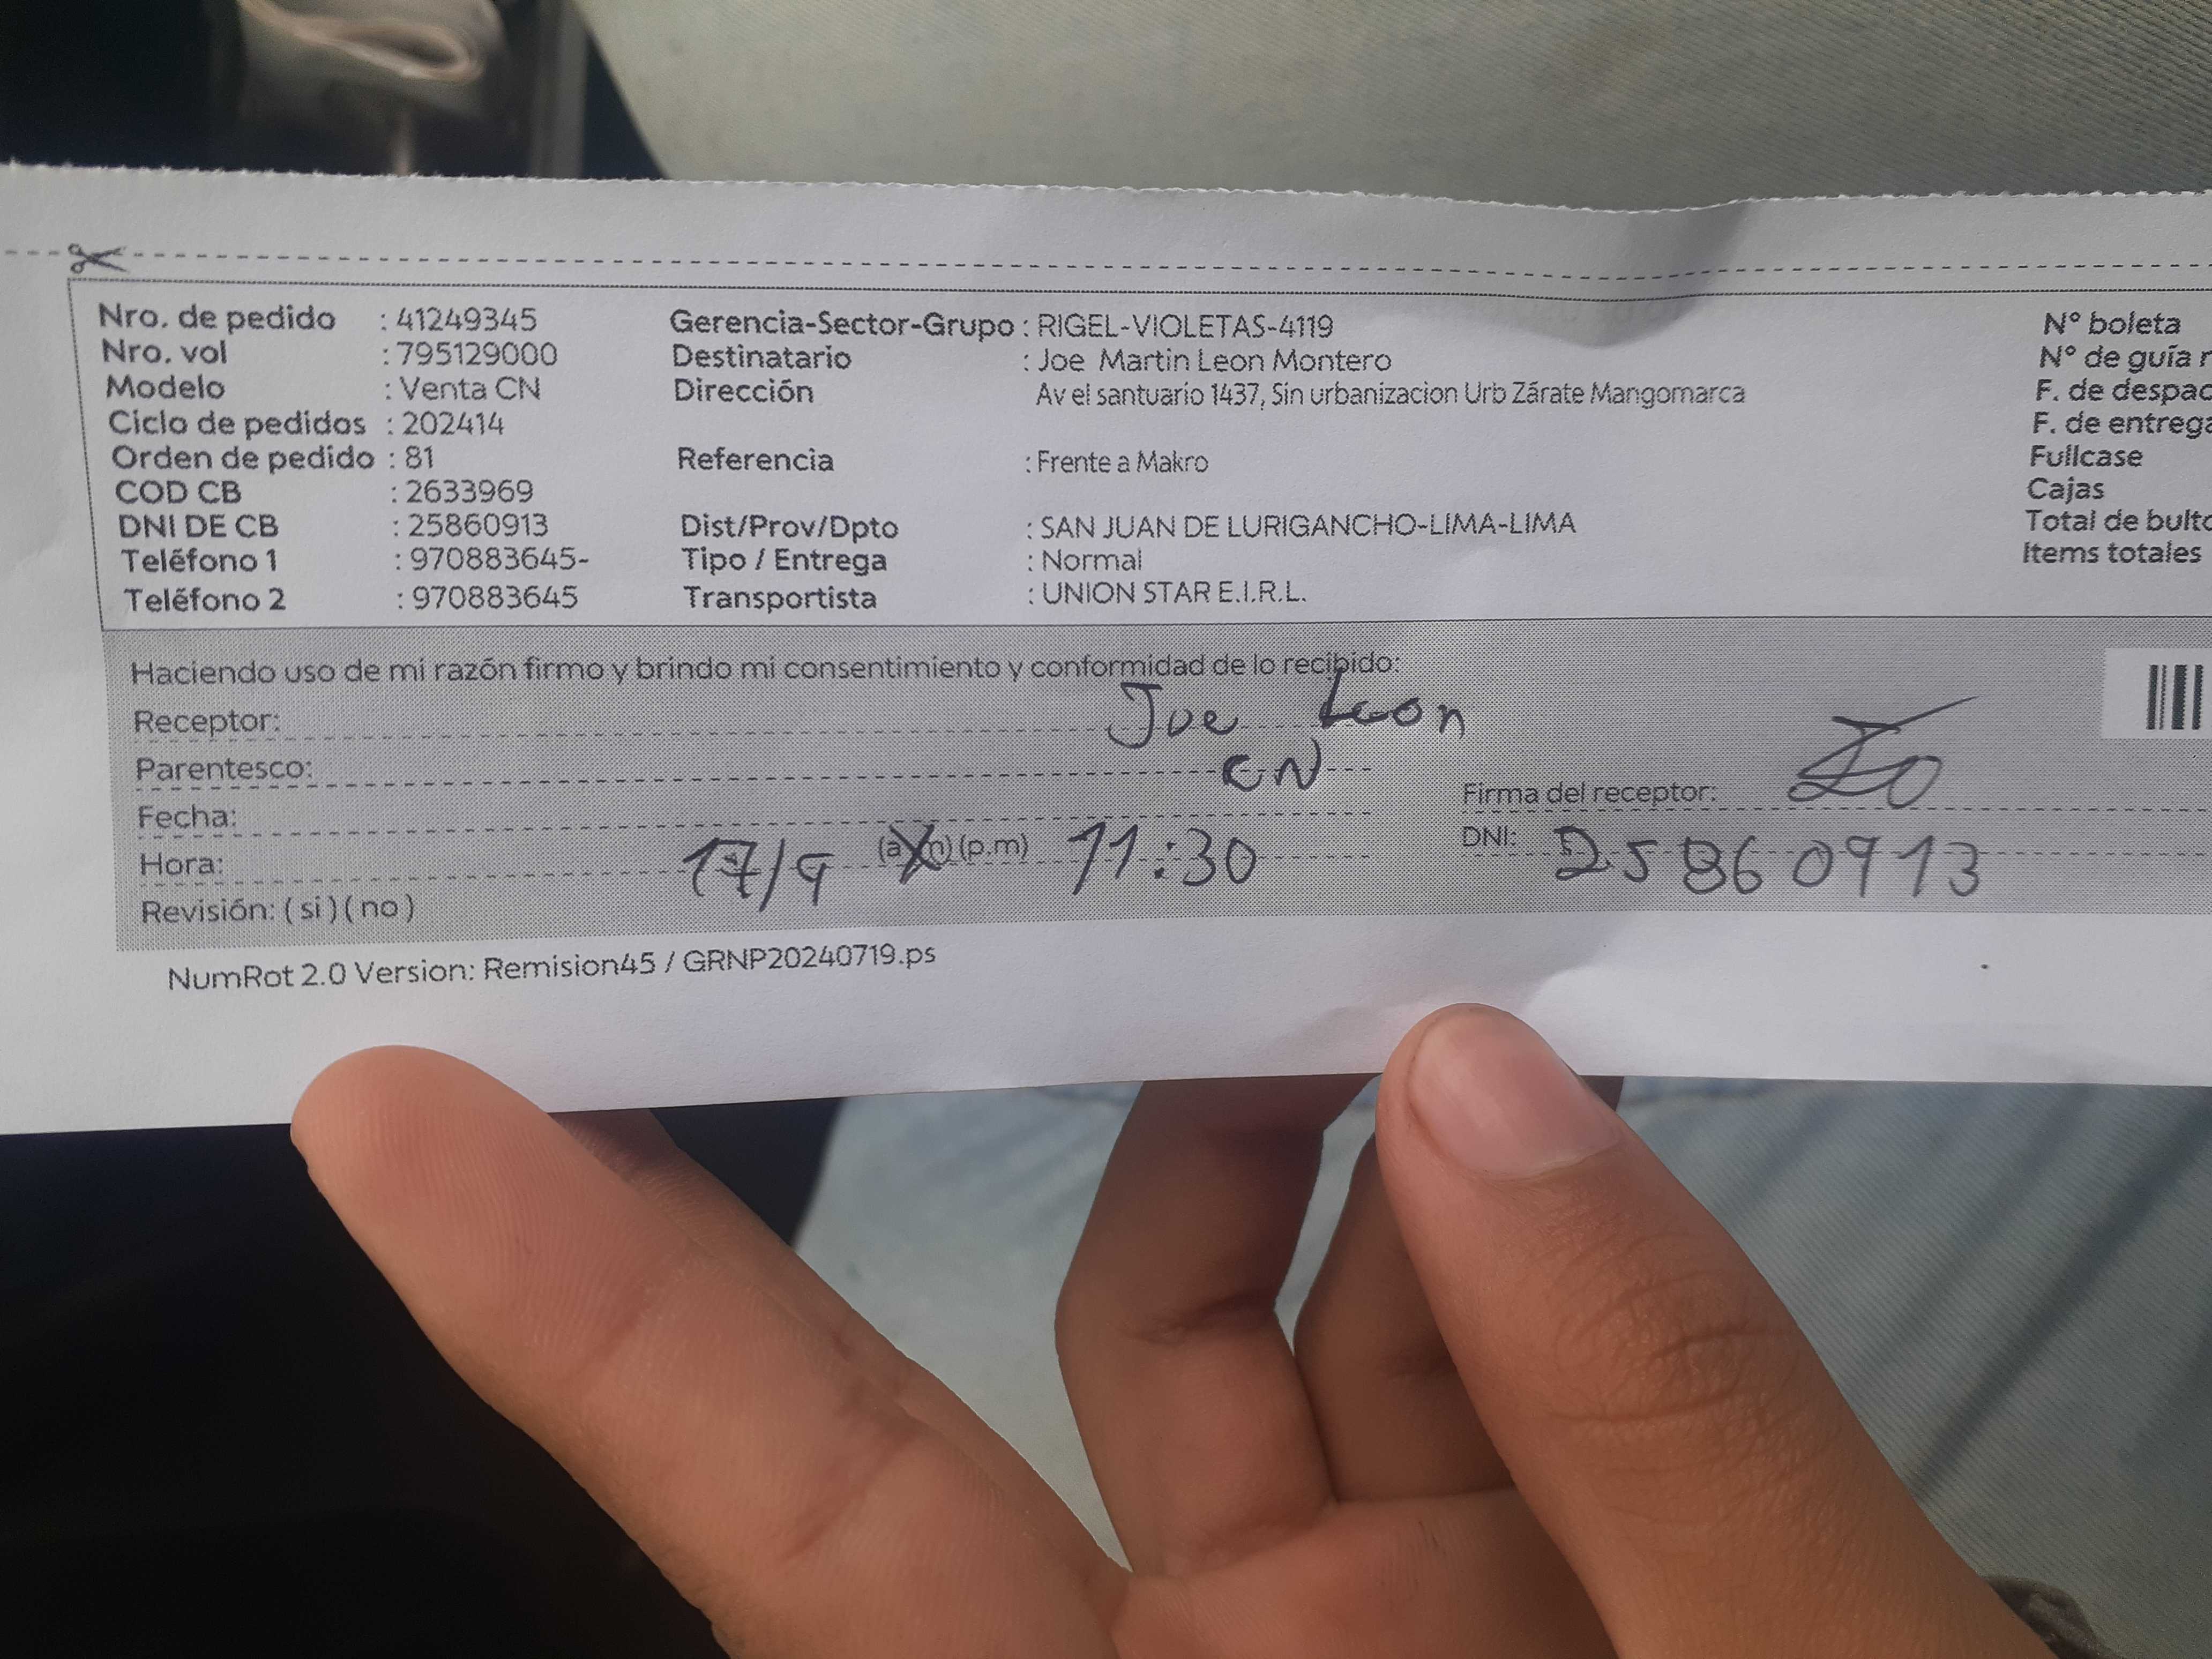 Nro. de pedido : 41249345 Gerencia-Sector-Grupo : RIGEL-VIOLETAS-4119 N° boleta
Nro. vol : 795129000 Destinatario : Joe Martin Leon Montero N° de guía r
Modelo : Venta CN Dirección Av el santuario 1437, Sin urbanizacion Urb Zárate Mangomarca F. de despac
Ciclo de pedidos : 202414 F. de entrega
Orden de pedido : 81 Referencia : Frente a Makro Fullcase
COD CB : 2633969 Cajas
DNI DE CB : 25860913 Dist/Prov/Dpto : SAN JUAN DE LURIGANCHO-LIMA-LIMA Total de bulto
Teléfono 1 : 970883645- Tipo / Entrega : Normal Items totales
Teléfono 2 : 970883645 Transportista : UNION STAR E.I.R.L.
Haciendo uso de mi razón firmo y brindo mi consentimiento y conformidad de lo recibido:
Receptor: Joe Leon
Parentesco: CN
Firma del receptor:
Fecha: 17/9
Hora: (a.m) (p.m) 11:30 DNI: 25860913
Revisión: ( si ) ( no )
NumRot 2.0 Version: Remision45 / GRNP20240719.ps